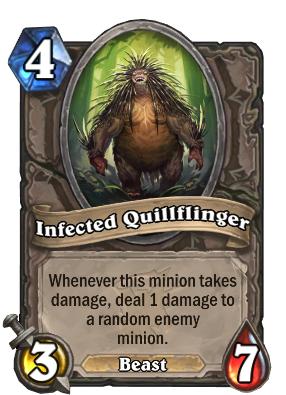 4
Infected Quillflinger
Whenever this minion takes
damage, deal 1 damage to
a random enemy
minion.
3
Beast
7